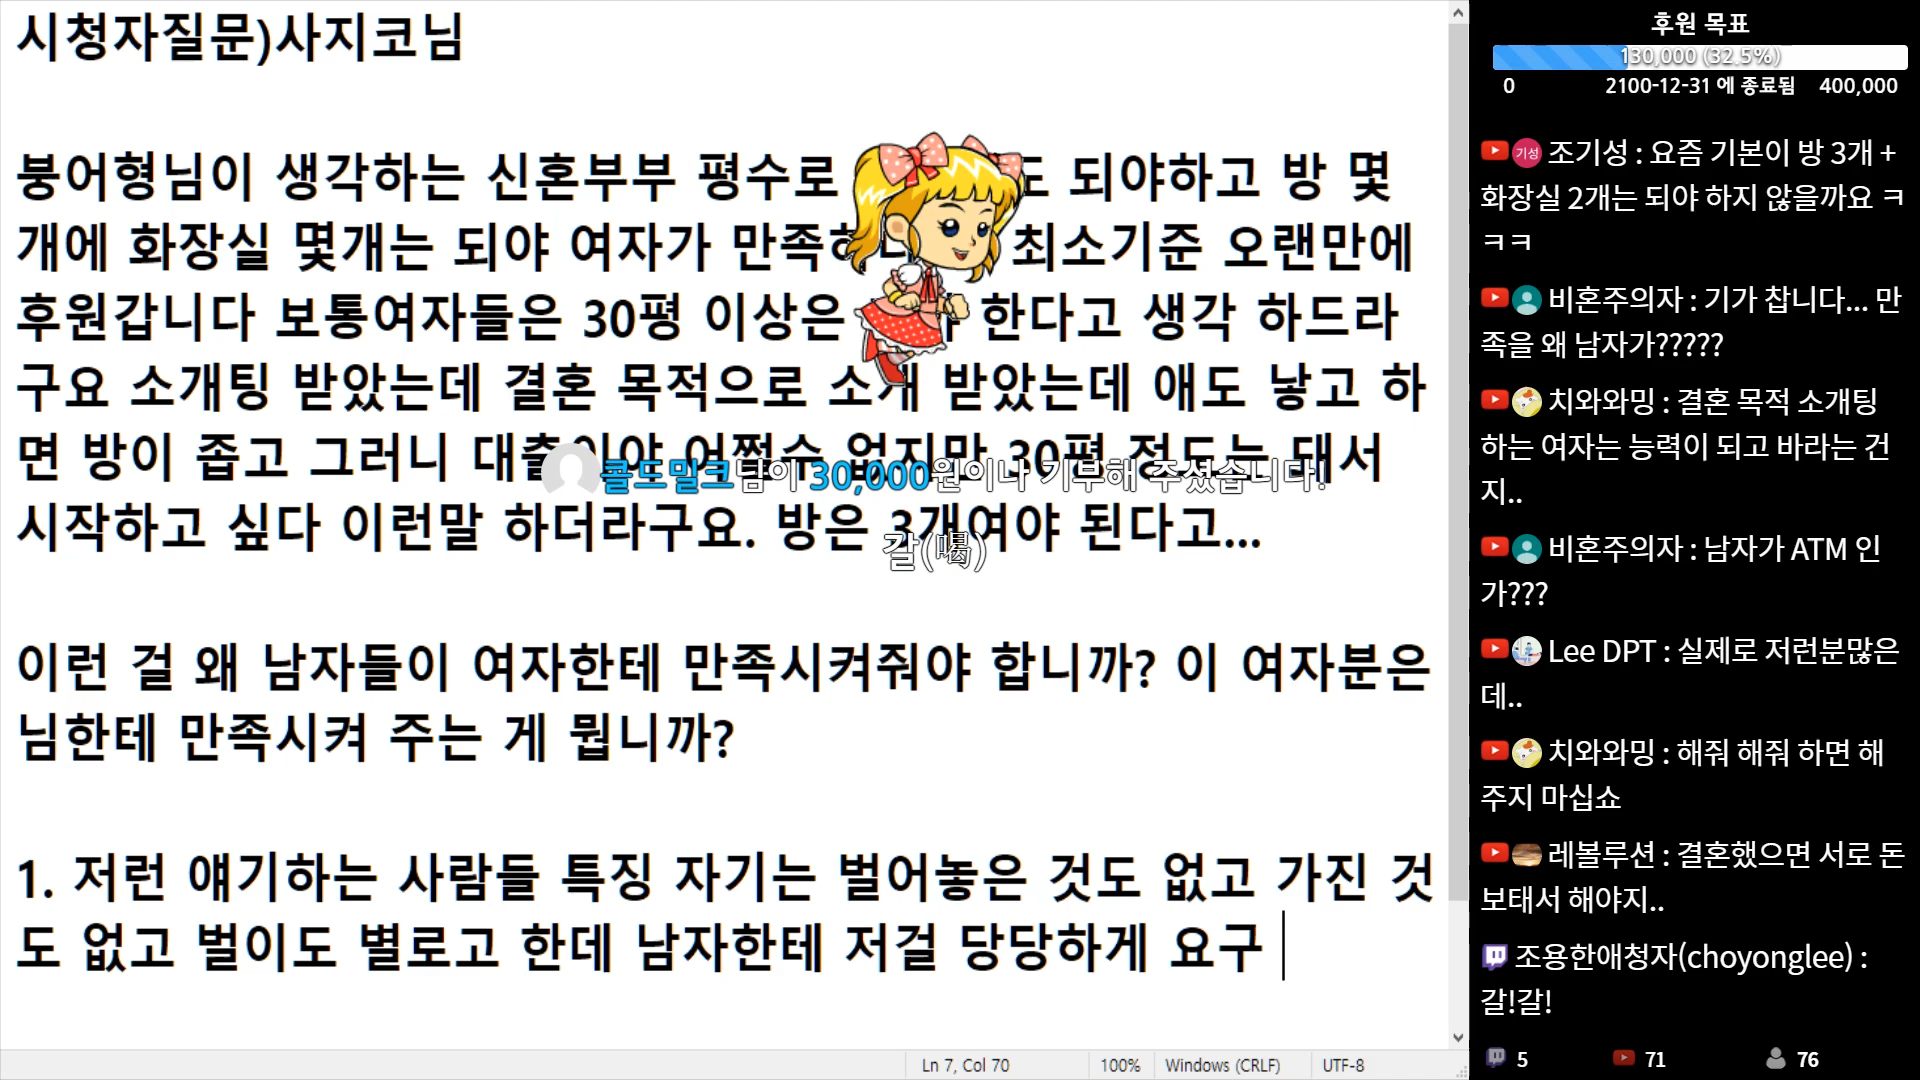 시청자질문)사지코님
붕어형님이 생각하는 신혼부부 평수로 도 되야하고 방 몇
개에 화장실 몇개는 되야 여자가 최소기준 오랜만에
후원갑니다 보통여자들은 30평 이상은 한다고 생각 하드라
구요 소개팅 받았는데 결혼 목적으로 소개 받았는데 애도 낳고 하
면 방이 좁고 그러니 어쩔수 없지만 30평 정도는 돼서
시작하고 싶다 이런말 하더라구요. 방은 3개여야 된다고...
콜드밀크님이 30,000원이나 기부해 주셨습니다!
갈(喝)
이런 걸 왜 남자들이 여자한테 만족시켜줘야 합니까? 이 여자분은
님한테 만족시켜 주는 게 뭡니까?
1. 저런 얘기하는 사람들 특징 자기는 벌어놓은 것도 없고 가진 것
도 없고 벌이도 별로고 한데 남자한테 저걸 당당하게 요구
Ln 7, Col 70 100% Windows (CRLF) UTF-8
후원 목표
130,000 (32.5%)
0 2100-12-31 에 종료됨 400,000
기성 조기성 : 요즘 기본이 방 3개 +
화장실 2개는 되야 하지 않을까요 ㅋ
ㅋㅋ
비혼주의자 : 기가 찹니다... 만
족을 왜 남자가?????
치와와밍 : 결혼 목적 소개팅
하는 여자는 능력이 되고 바라는 건
지..
비혼주의자 : 남자가 ATM 인
가???
Lee DPT : 실제로 저런분많은
데..
치와와밍 : 해줘 해줘 하면 해
주지 마십쇼
레볼루션 : 결혼했으면 서로 돈
보태서 해야지..
조용한애청자(choyonglee) :
갈!갈!
5 71 76